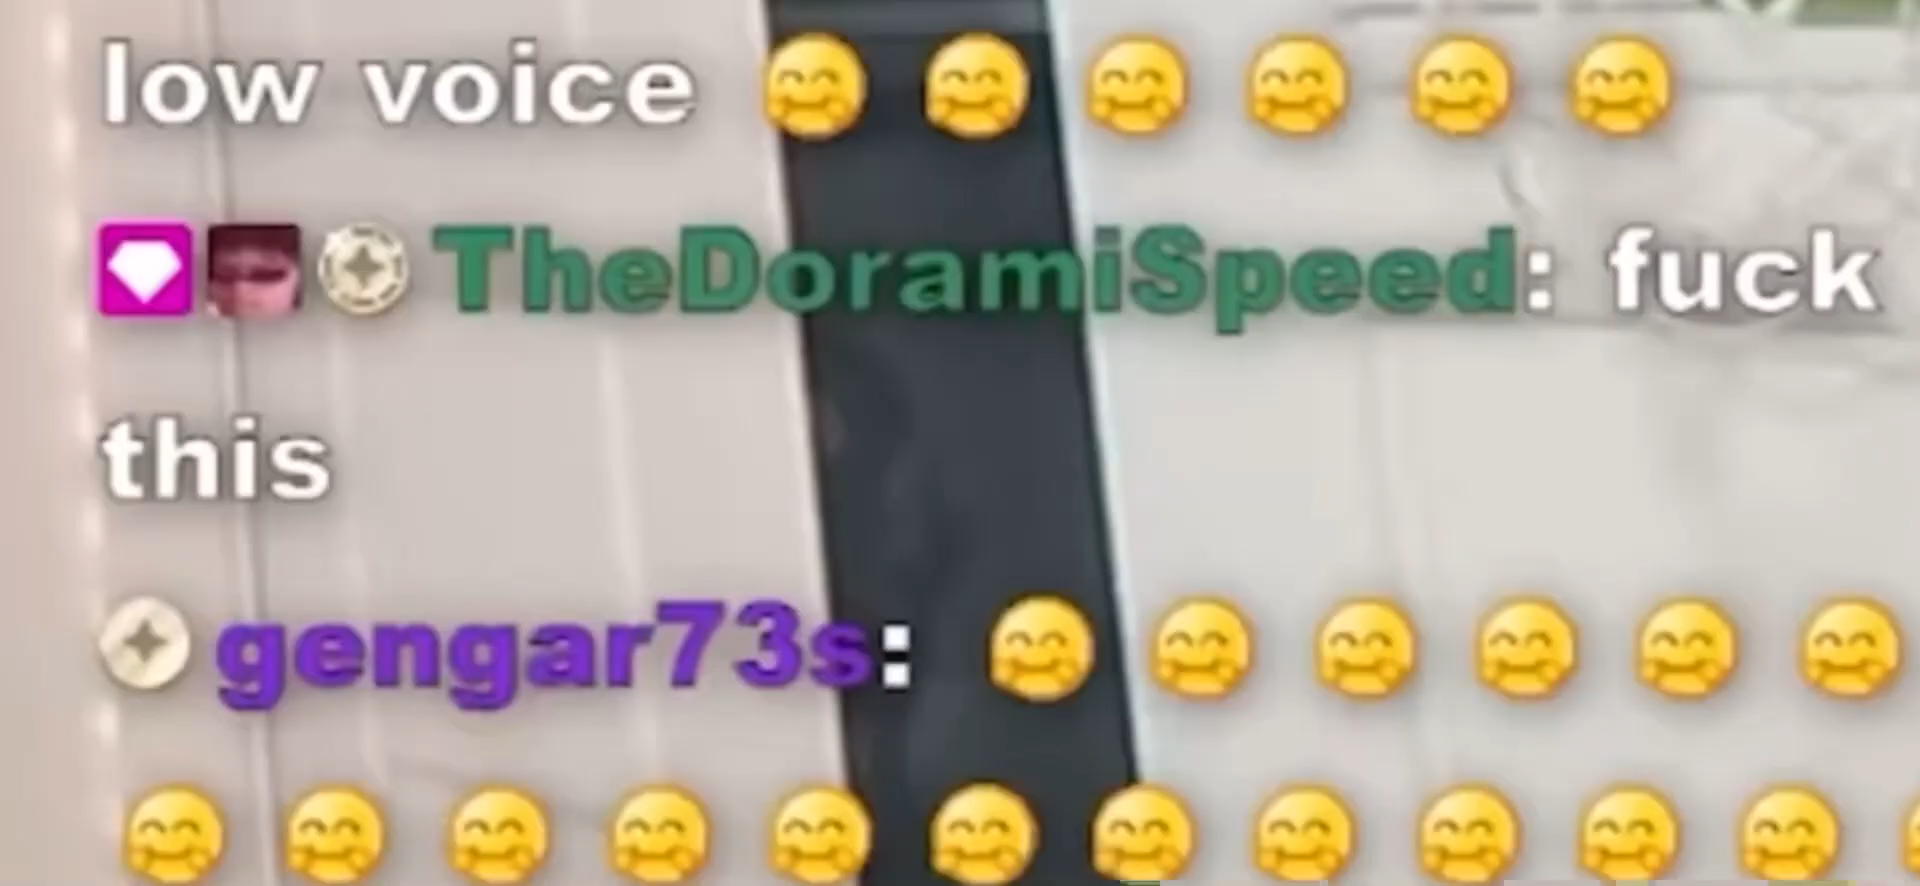 low voice 🤗 🤗 🤗 🤗 🤗 🤗
TheDoramiSpeed: fuck
this
gengar73s: 🤗 🤗 🤗 🤗 🤗 🤗
🤗 🤗 🤗 🤗 🤗 🤗 🤗 🤗 🤗 🤗 🤗 🤗